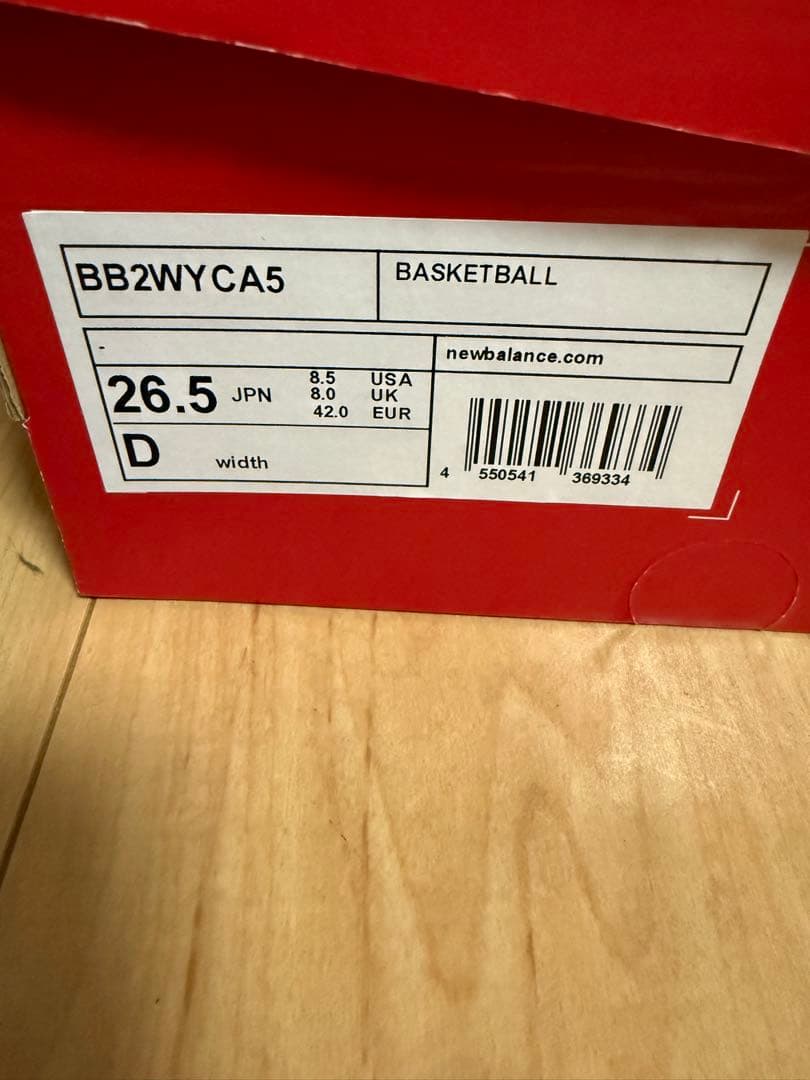 BB2WYCA5
BASKETBALL
-
newbalance.com
26.5 JPN
8.5 USA
8.0 UK
42.0 EUR
D width
4 550541 369334